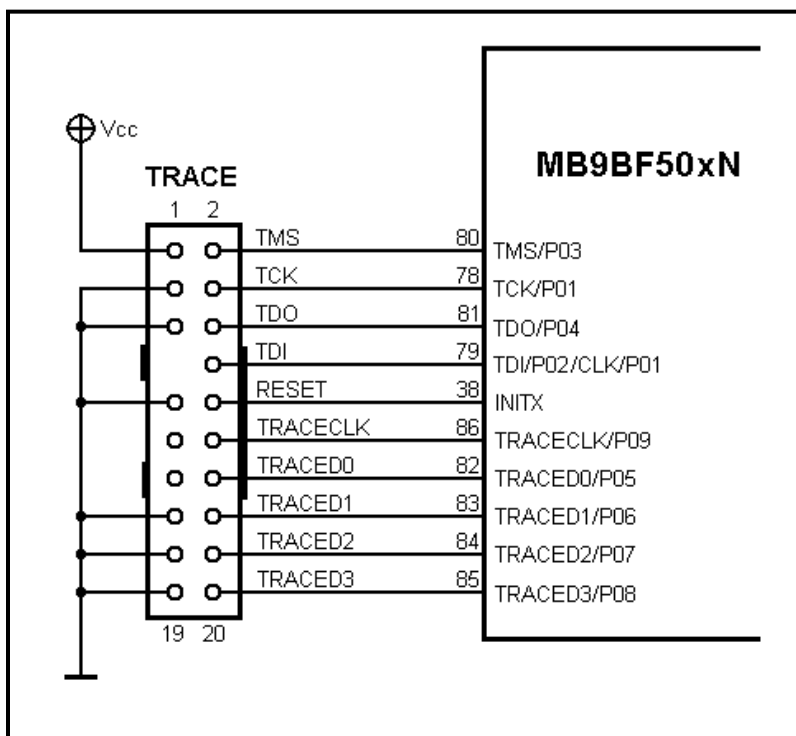 Vcc
MB9BF50xN
TRACE
1 2
TMS 80 TMS/P03
TCK 78 TCK/P01
TDO 81 TDO/P04
TDI 79 TDI/P02/CLK/P01
RESET 38 INITX
TRACECLK 86 TRACECLK/P09
TRACED0 82 TRACED0/P05
TRACED1 83 TRACED1/P06
TRACED2 84 TRACED2/P07
TRACED3 85 TRACED3/P08
19 20